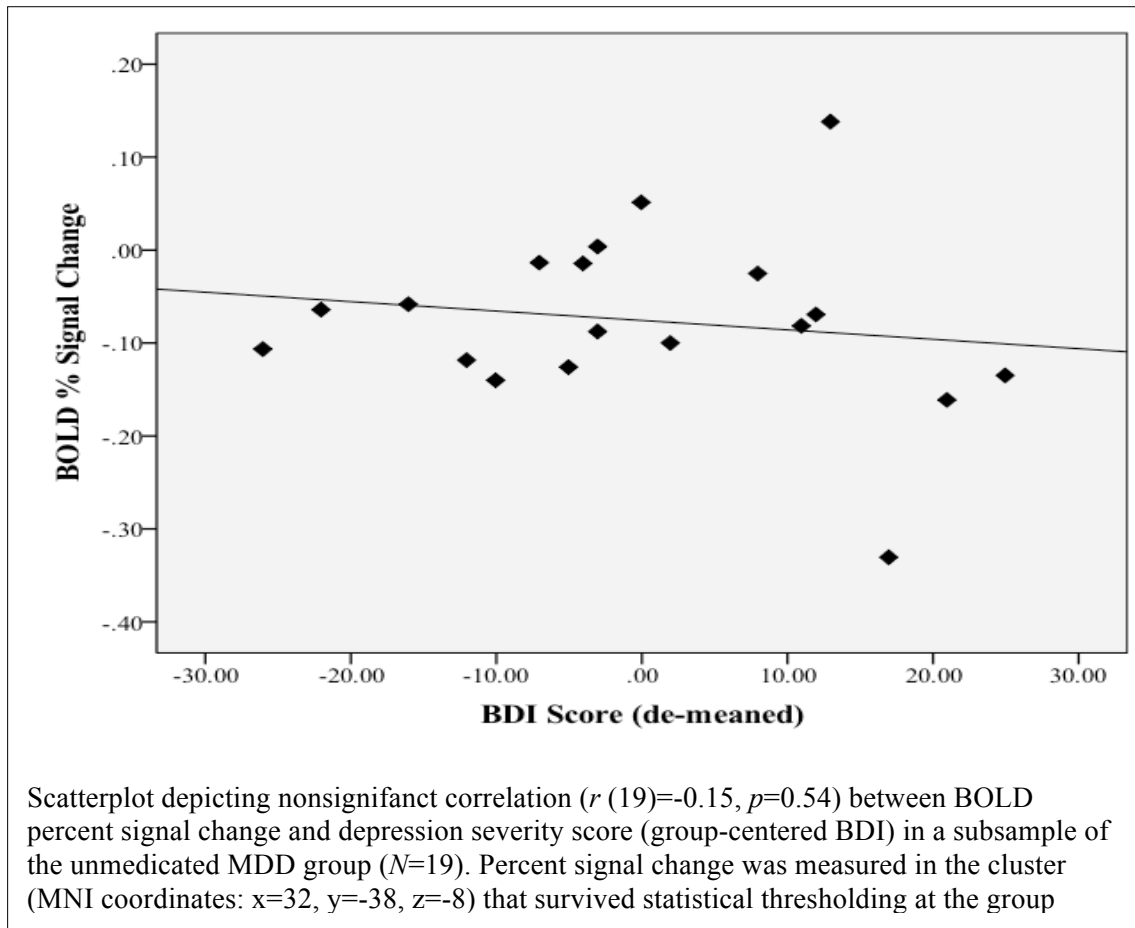 .20
.10
.00
-.10
-.20
-.30
-.40
BOLD % Signal Change
-30.00 -20.00 -10.00 .00 10.00 20.00 30.00
BDI Score (de-meaned)
Scatterplot depicting nonsignifanct correlation (r (19)=-0.15, p=0.54) between BOLD
percent signal change and depression severity score (group-centered BDI) in a subsample of
the unmedicated MDD group (N=19). Percent signal change was measured in the cluster
(MNI coordinates: x=32, y=-38, z=-8) that survived statistical thresholding at the group